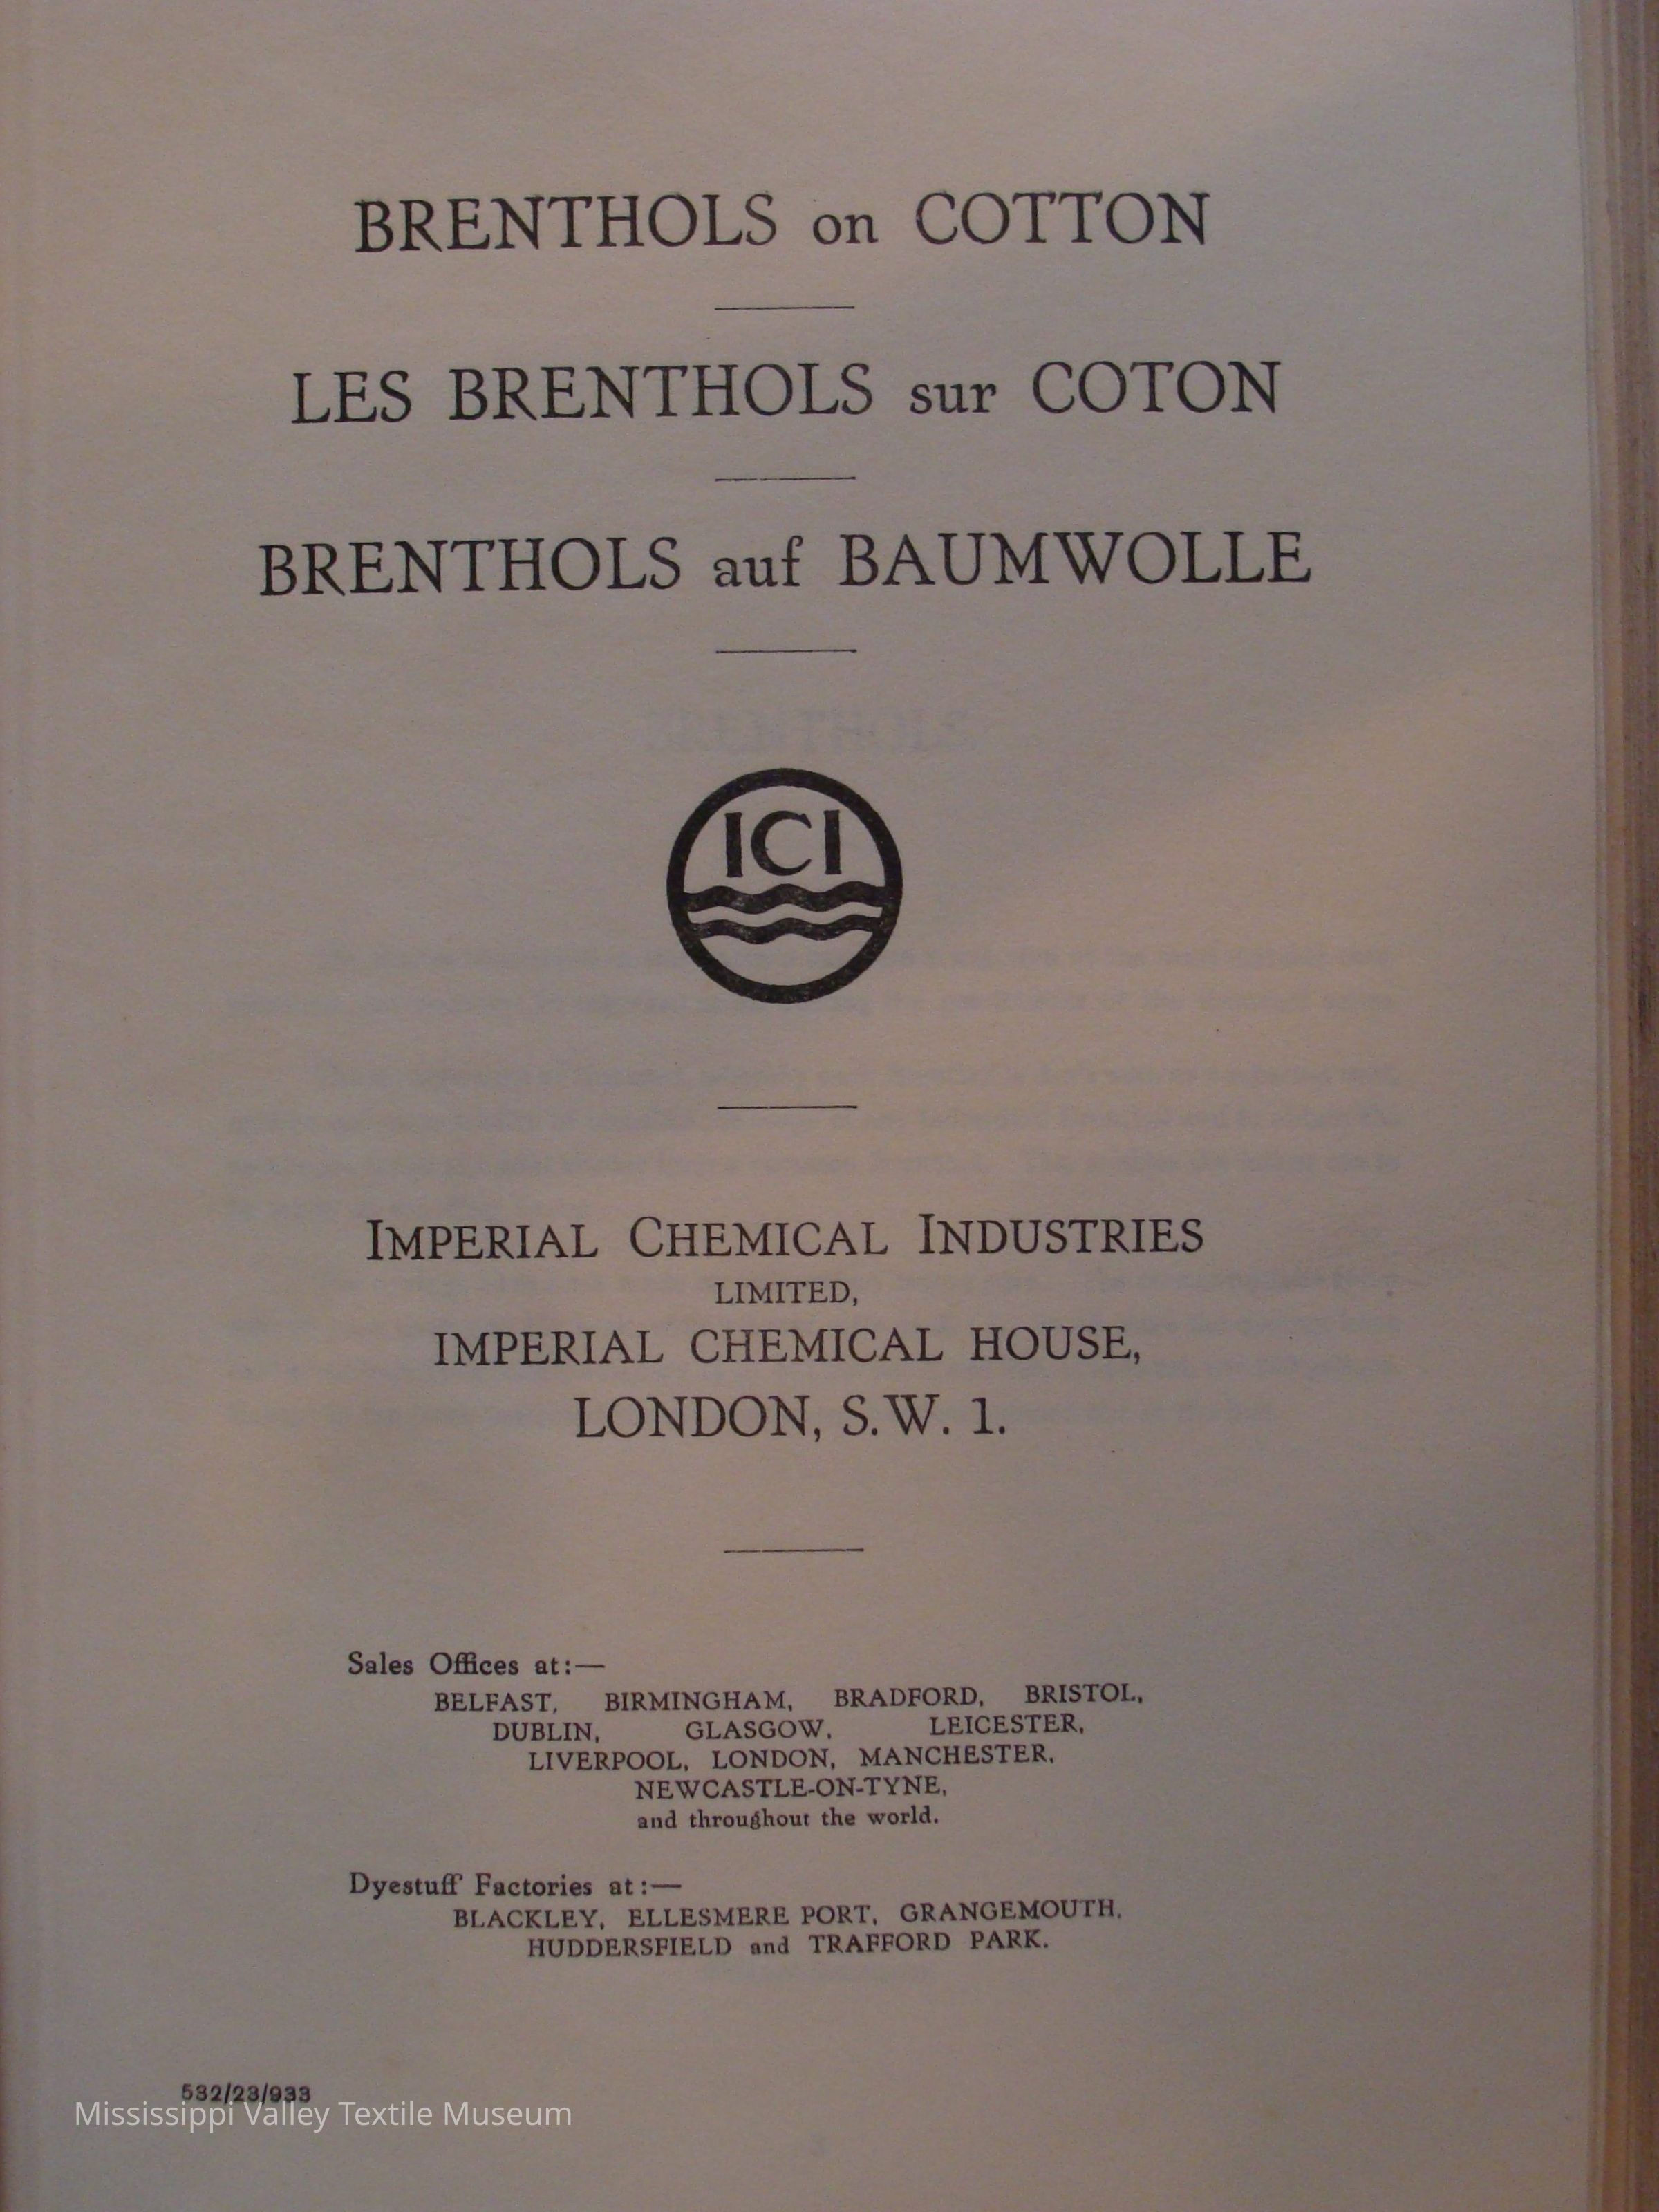 BRENTHOLS on COTTON
LES BRENTHOLS sur COTON
BRENTHOLS auf BAUMWOLLE
BRENTHOLS
ICI
IMPERIAL CHEMICAL INDUSTRIES
LIMITED,
IMPERIAL CHEMICAL HOUSE,
LONDON, S.W. 1.
Sales Offices at:—
BELFAST, BIRMINGHAM, BRADFORD, BRISTOL,
DUBLIN, GLASGOW, LEICESTER,
LIVERPOOL, LONDON, MANCHESTER,
NEWCASTLE-ON-TYNE,
and throughout the world.
Dyestuff Factories at:—
BLACKLEY, ELLESMERE PORT, GRANGEMOUTH,
HUDDERSFIELD and TRAFFORD PARK.
532/23/933
Mississippi Valley Textile Museum